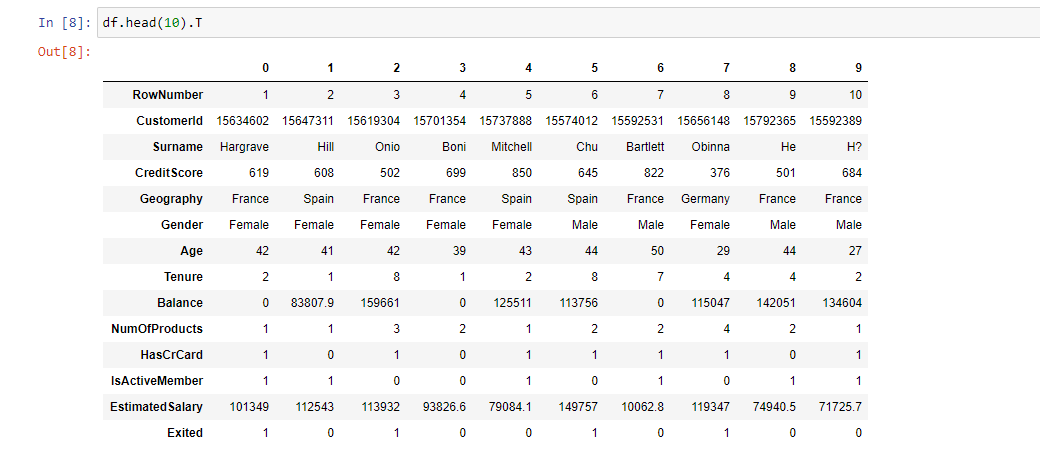 In [8]: df.head(10).T
Out[8]:
0 1 2 3 4 5 6 7 8 9
RowNumber 1 2 3 4 5 6 7 8 9 10
CustomerId 15634602 15647311 15619304 15701354 15737888 15574012 15592531 15656148 15792365 15592389
Surname Hargrave Hill Onio Boni Mitchell Chu Bartlett Obinna He H?
CreditScore 619 608 502 699 850 645 822 376 501 684
Geography France Spain France France Spain Spain France Germany France France
Gender Female Female Female Female Female Male Male Female Male Male
Age 42 41 42 39 43 44 50 29 44 27
Tenure 2 1 8 1 2 8 7 4 4 2
Balance 0 83807.9 159661 0 125511 113756 0 115047 142051 134604
NumOfProducts 1 1 3 2 1 2 2 4 2 1
HasCrCard 1 0 1 0 1 1 1 1 0 1
IsActiveMember 1 1 0 0 1 0 1 0 1 1
EstimatedSalary 101349 112543 113932 93826.6 79084.1 149757 10062.8 119347 74940.5 71725.7
Exited 1 0 1 0 0 1 0 1 0 0